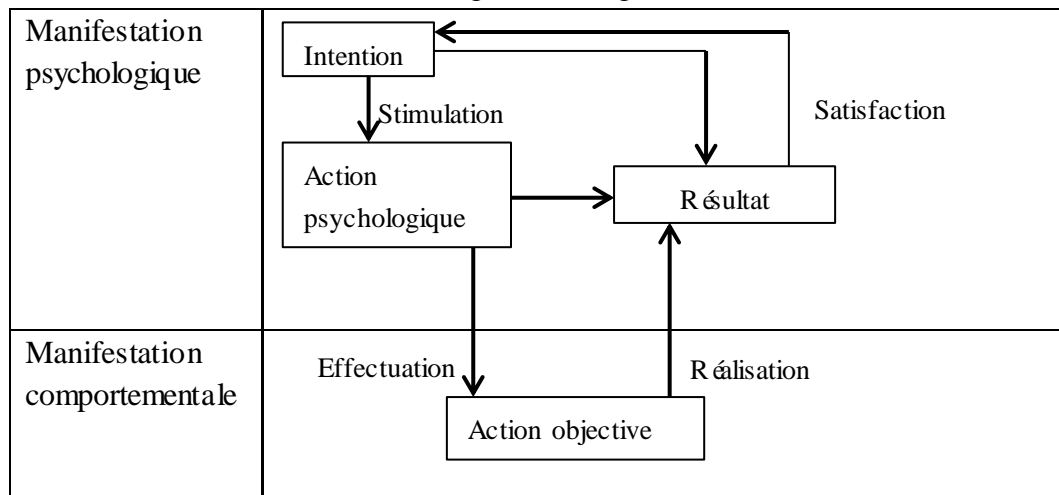 Manifestation
psychologique
Intention
Stimulation
Satisfaction
Action
psychologique
Résultat
Manifestation
comportementale
Effectuation
Réalisation
Action objective